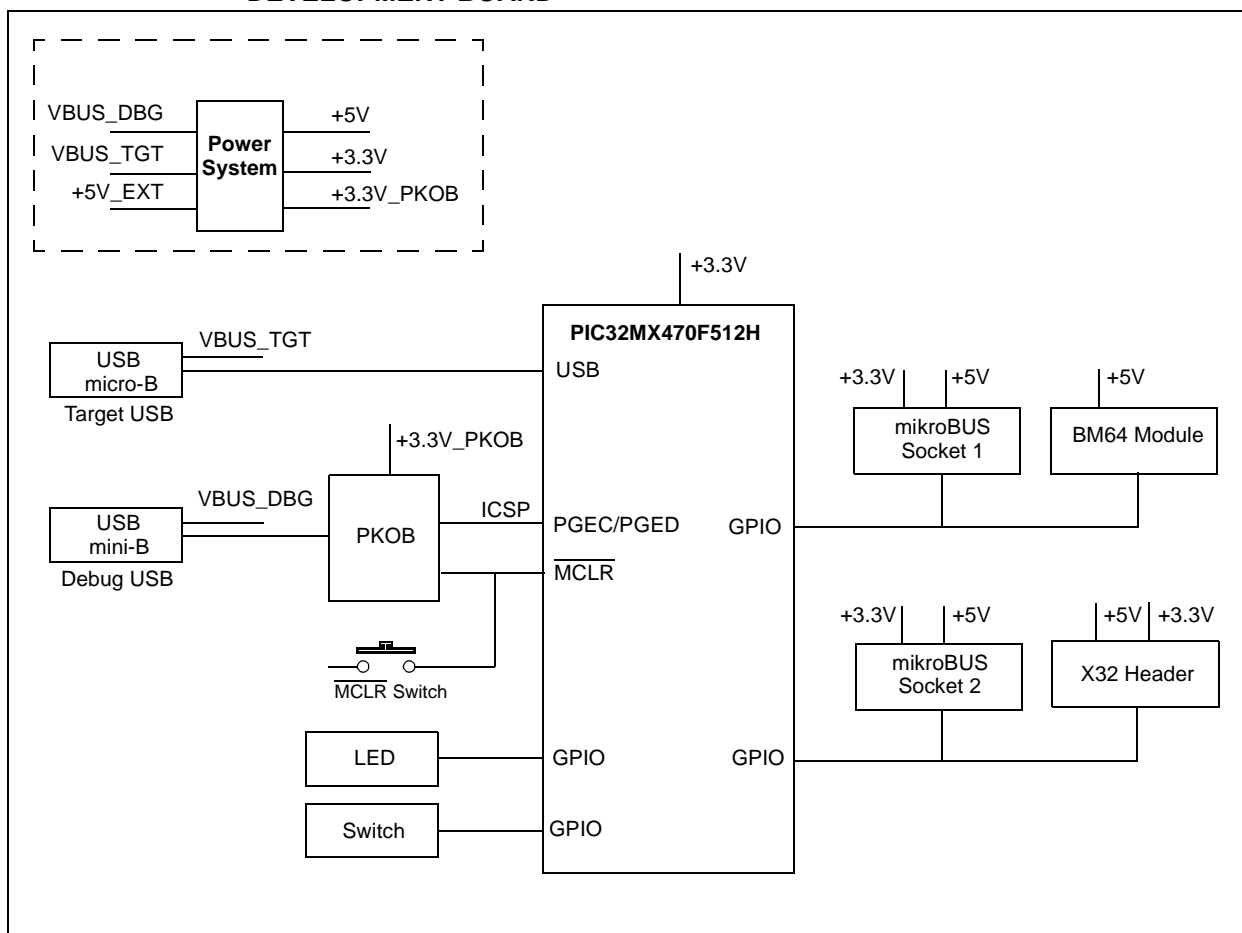 DEVELOPMENT BOARD
VBUS_DBG
VBUS_TGT
+5V_EXT
Power
System
+5V
+3.3V
+3.3V_PKOB
+3.3V
PIC32MX470F512H
USB
micro-B
Target USB
VBUS_TGT
USB
+3.3V_PKOB
USB
mini-B
Debug USB
VBUS_DBG
PKOB
ICSP
PGEC/PGED
MCLR
MCLR Switch
GPIO
+3.3V
+5V
mikroBUS
Socket 1
+5V
BM64 Module
+3.3V
+5V
mikroBUS
Socket 2
+5V
+3.3V
X32 Header
LED
GPIO
GPIO
Switch
GPIO